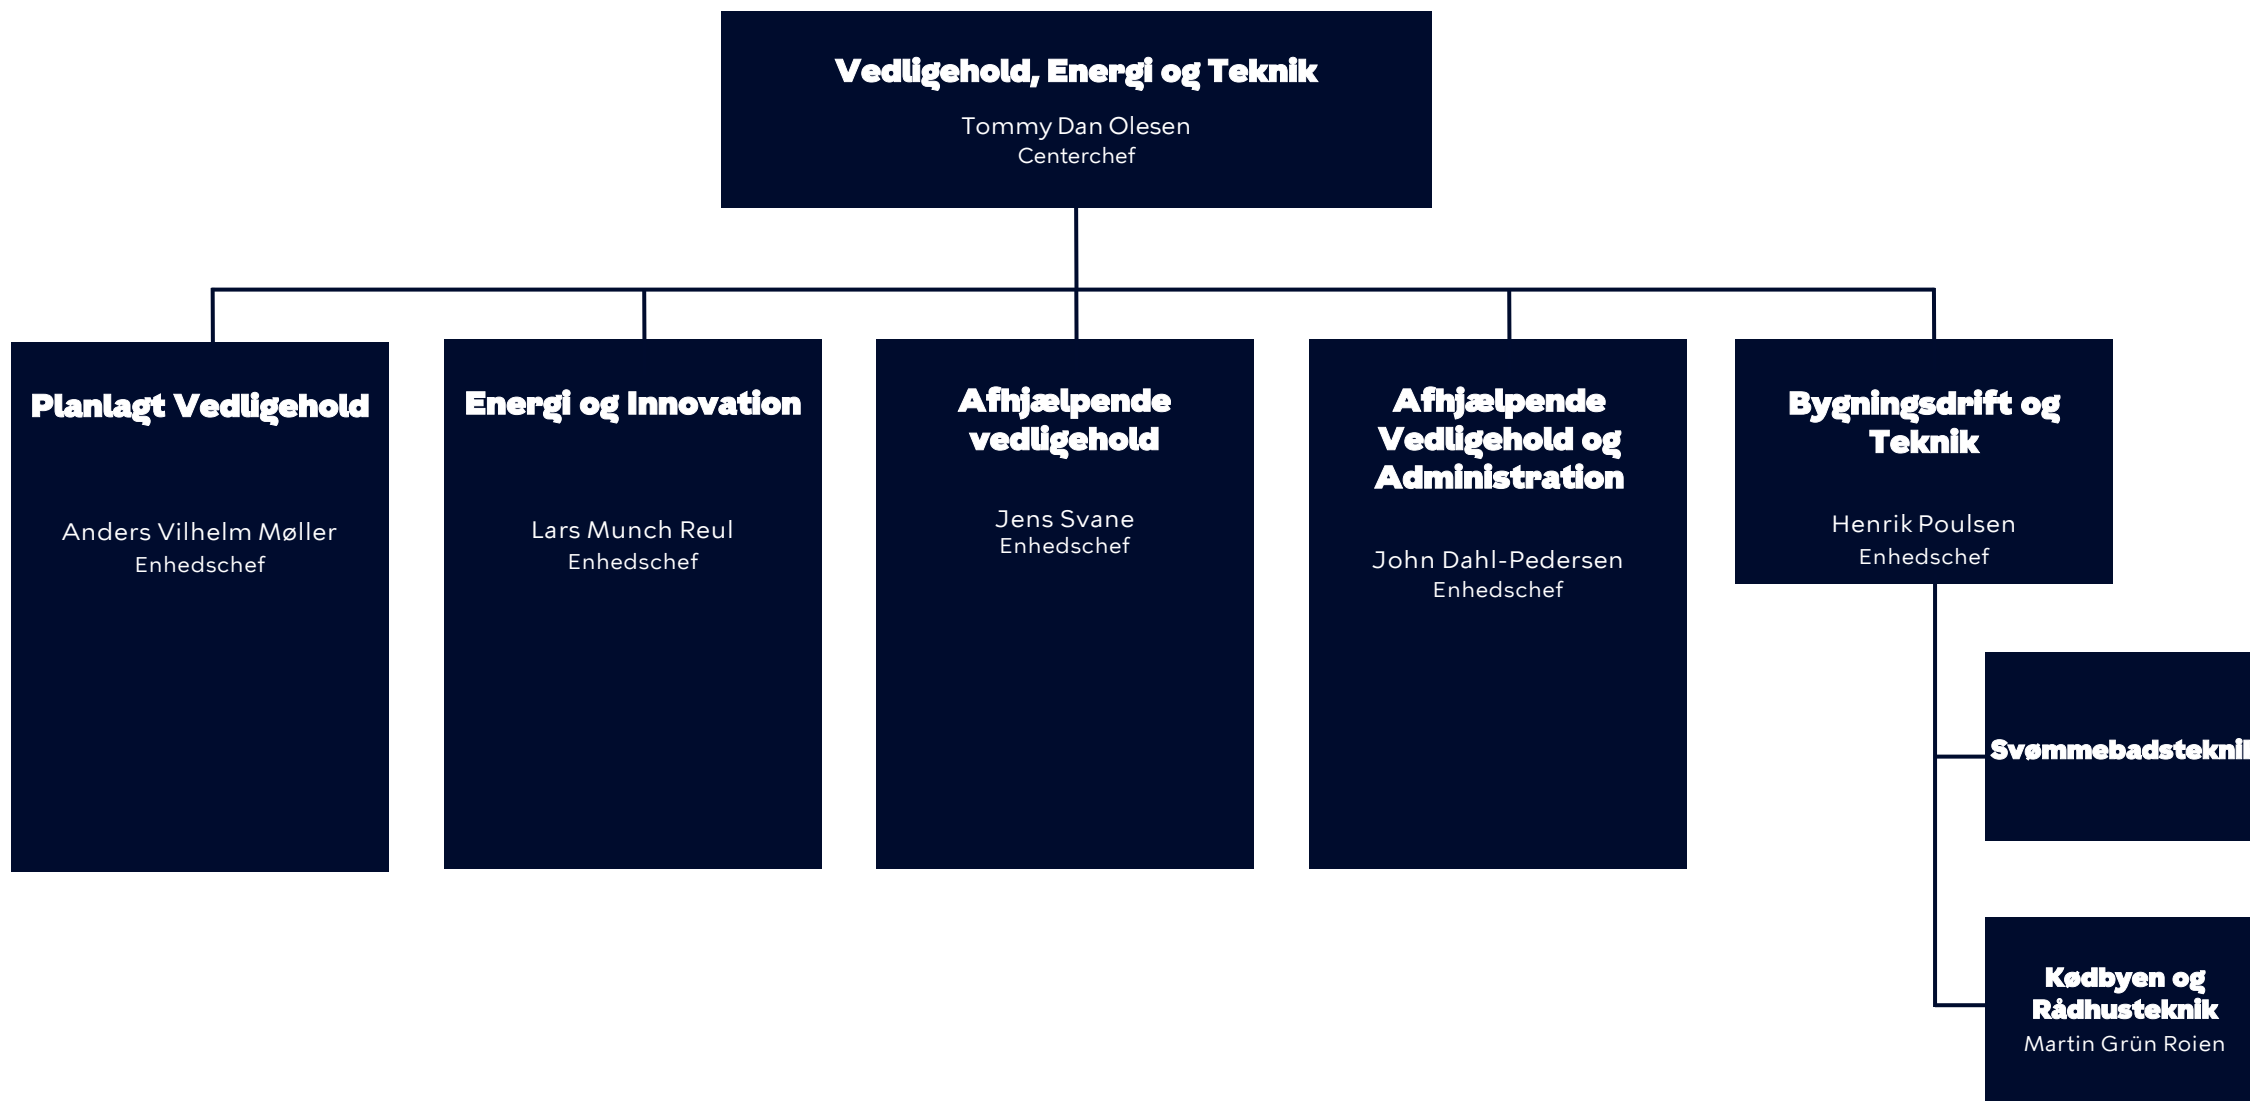 Vedligehold, Energi og Teknik
Tommy Dan Olesen
Centerchef
Planlagt Vedligehold
Anders Vilhelm Møller
Enhedschef
Energi og Innovation
Lars Munch Reul
Enhedschef
Afhjælpende
vedligehold
Jens Svane
Enhedschef
Afhjælpende
Vedligehold og
Administration
John Dahl-Pedersen
Enhedschef
Bygningsdrift og
Teknik
Henrik Poulsen
Enhedschef
Svømmebadsteknik
Kødbyen og
Rådhusteknik
Martin Grün Roien